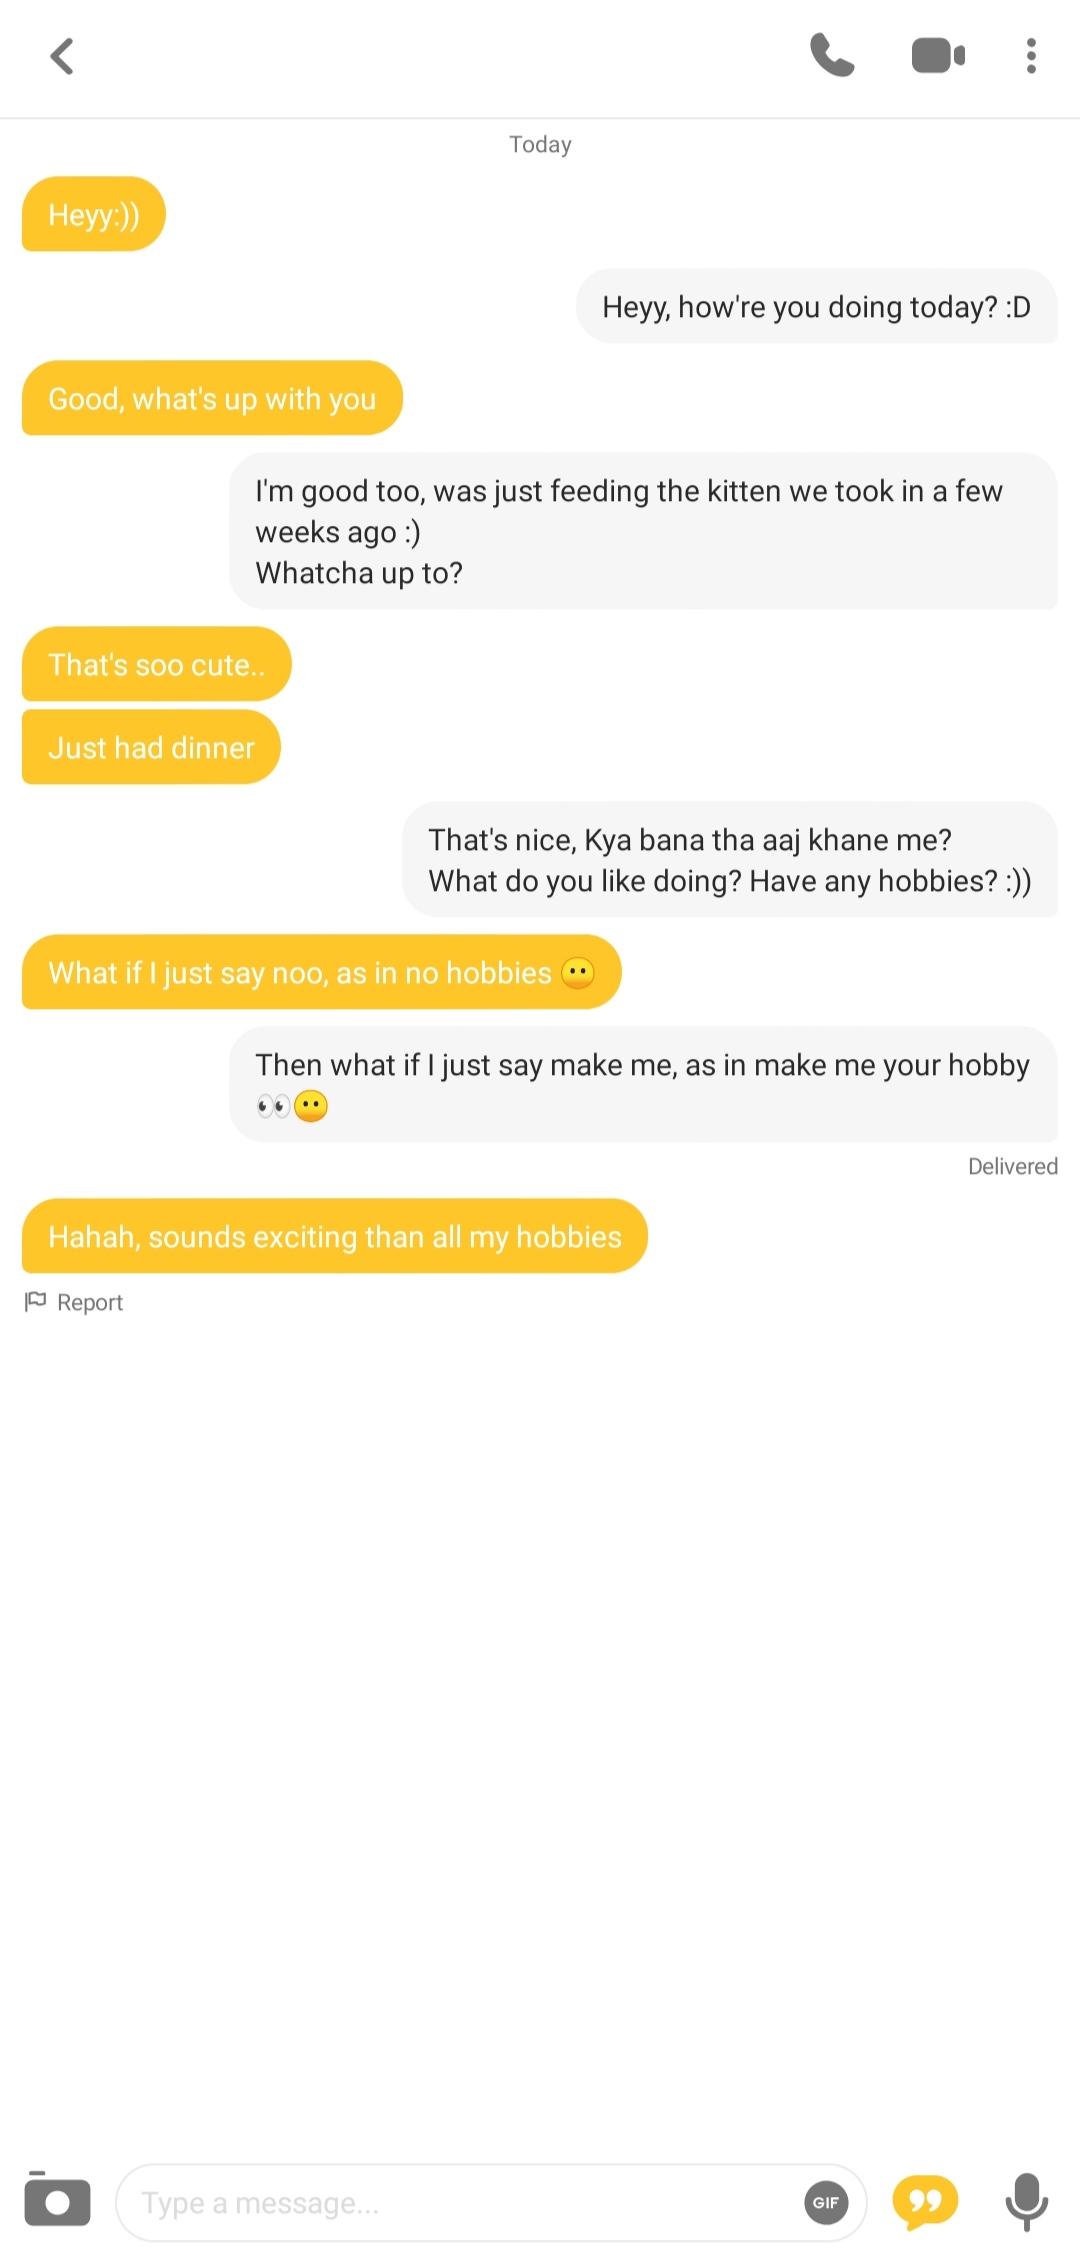 Today
Heyy:))
Heyy, how're you doing today? :D
Good, what's up with you
I'm good too, was just feeding the kitten we took in a few
weeks ago :)
Whatcha up to?
That's soo cute..
Just had dinner
That's nice, Kya bana tha aaj khane me?
What do you like doing? Have any hobbies? :))
What if I just say noo, as in no hobbies 😶
Then what if I just say make me, as in make me your hobby
👀😶
Delivered
Hahah, sounds exciting than all my hobbies
Report
Type a message...
GIF